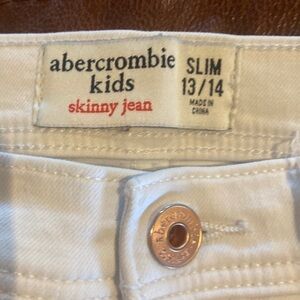 abercrombie
kids
skinny jean
SLIM
13/14
MADE IN
CHINA